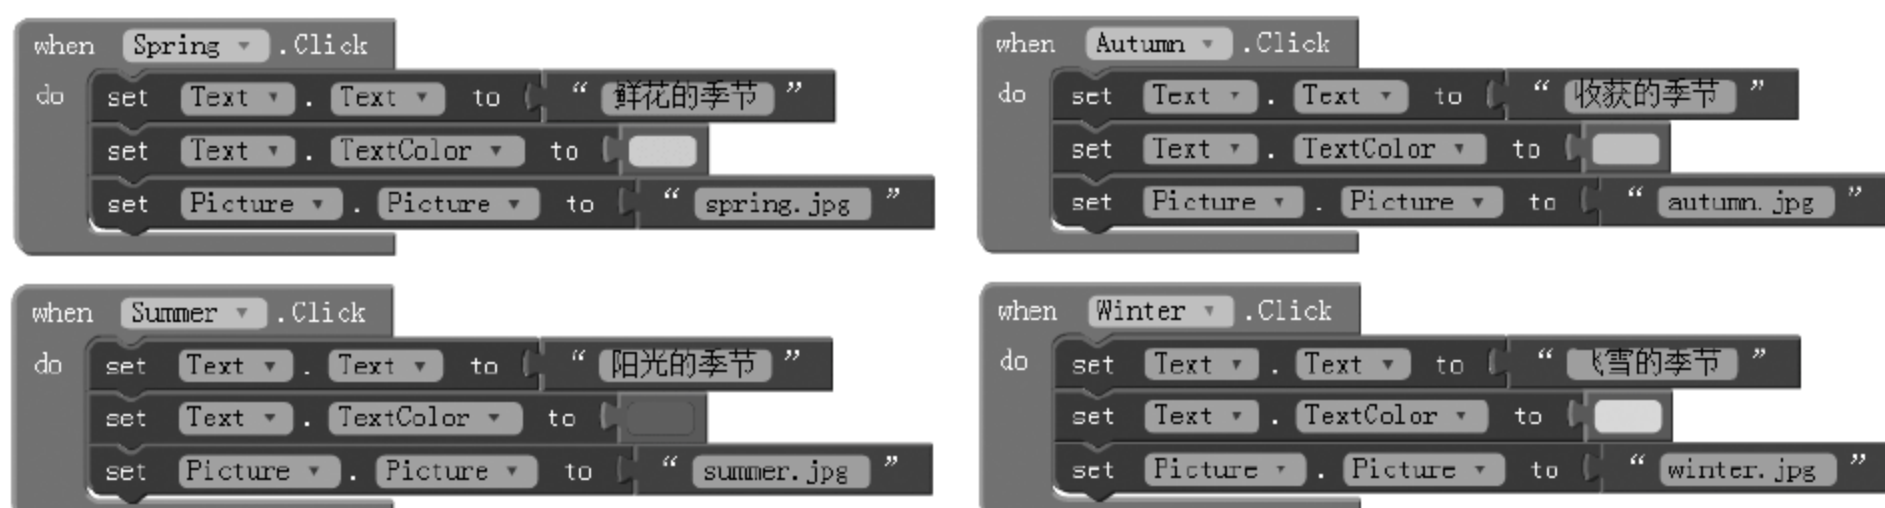 when Spring .Click
do set Text . Text to “ 鲜花的季节 ”
set Text . TextColor to
set Picture . Picture to “ spring.jpg ”
when Summer .Click
do set Text . Text to “ 阳光的季节 ”
set Text . TextColor to
set Picture . Picture to “ summer.jpg ”
when Autumn .Click
do set Text . Text to “ 收获的季节 ”
set Text . TextColor to
set Picture . Picture to “ autumn.jpg ”
when Winter .Click
do set Text . Text to “ 飞雪的季节 ”
set Text . TextColor to
set Picture . Picture to “ winter.jpg ”